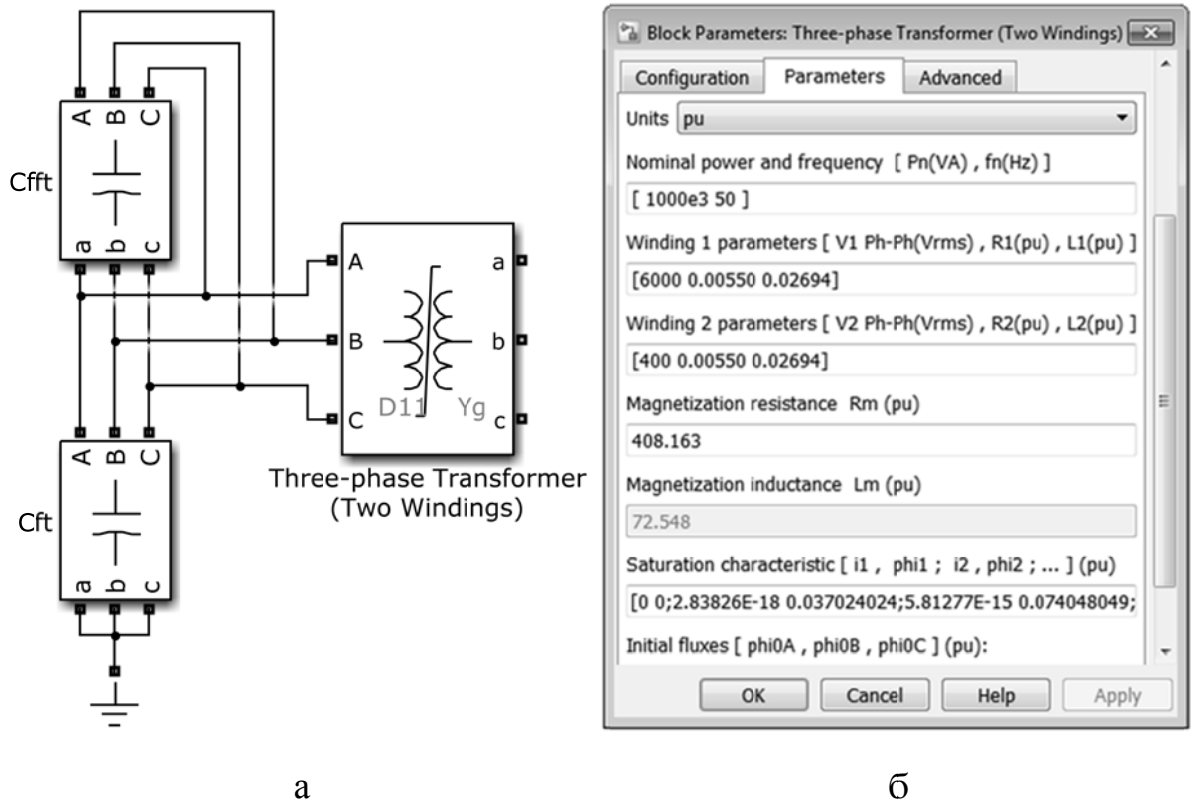 A B C
Cfft
a b c
A a
B b
C c
D11 Yg
Three-phase Transformer
(Two Windings)
A B C
Cft
a b c
а
Block Parameters: Three-phase Transformer (Two Windings)
Configuration Parameters Advanced
Units pu
Nominal power and frequency [ Pn(VA) , fn(Hz) ]
[ 1000e3 50 ]
Winding 1 parameters [ V1 Ph-Ph(Vrms) , R1(pu) , L1(pu) ]
[6000 0.00550 0.02694]
Winding 2 parameters [ V2 Ph-Ph(Vrms) , R2(pu) , L2(pu) ]
[400 0.00550 0.02694]
Magnetization resistance Rm (pu)
408.163
Magnetization inductance Lm (pu)
72.548
Saturation characteristic [ i1 , phi1 ; i2 , phi2 ; ... ] (pu)
[0 0;2.83826E-18 0.037024024;5.81277E-15 0.074048049;
Initial fluxes [ phi0A , phi0B , phi0C ] (pu):
OK Cancel Help Apply
б